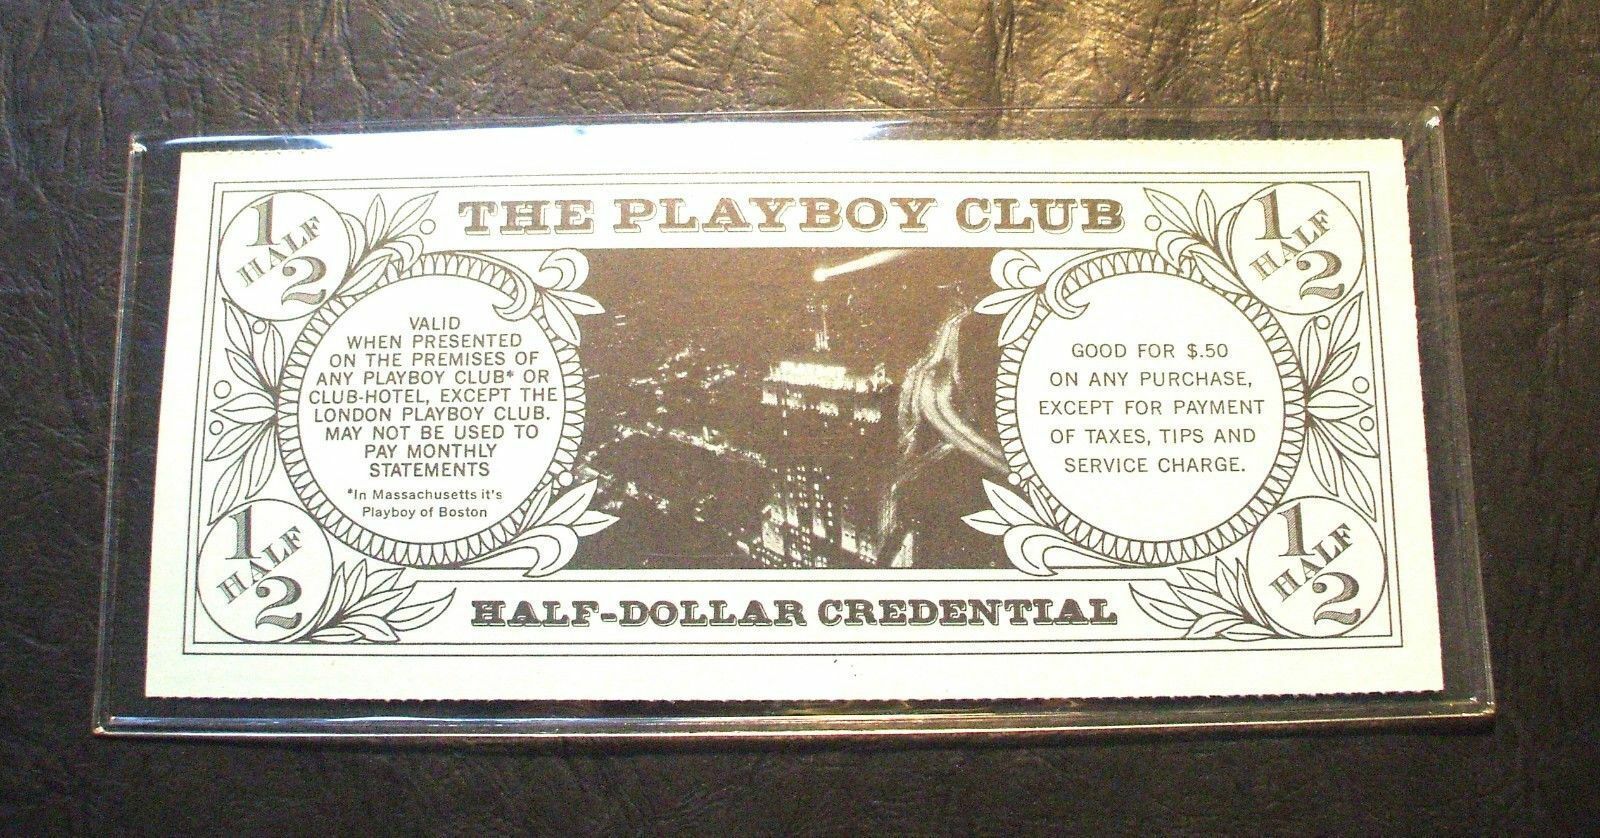 THE PLAYBOY CLUB
1
HALF
2
1
HALF
2
VALID
WHEN PRESENTED
ON THE PREMISES OF
ANY PLAYBOY CLUB* OR
CLUB-HOTEL, EXCEPT THE
LONDON PLAYBOY CLUB.
MAY NOT BE USED TO
PAY MONTHLY
STATEMENTS
*In Massachusetts it's
Playboy of Boston
GOOD FOR $.50
ON ANY PURCHASE,
EXCEPT FOR PAYMENT
OF TAXES, TIPS AND
SERVICE CHARGE.
1
HALF
2
1
HALF
2
HALF-DOLLAR CREDENTIAL